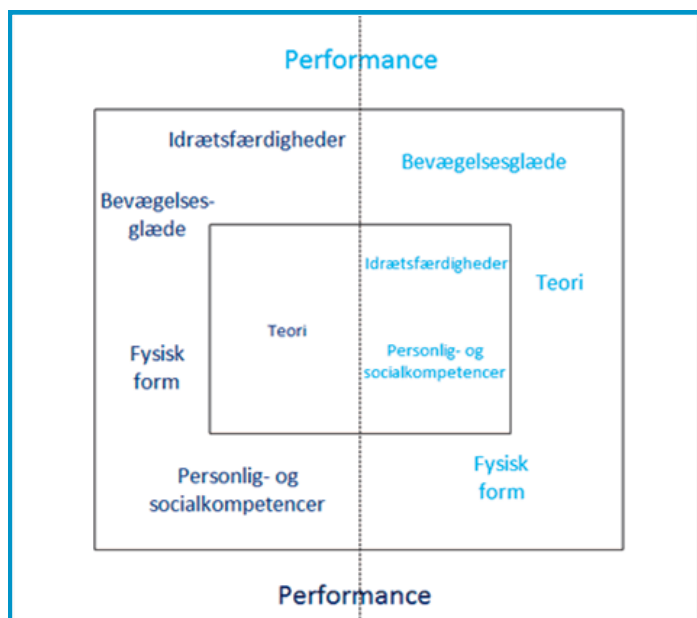 Performance
Idrætsfærdigheder
Bevægelsesglæde
Bevægelses-
glæde
Idrætsfærdigheder
Teori
Teori
Fysisk
form
Personlig- og
socialkompetencer
Fysisk
form
Personlig- og
socialkompetencer
Performance